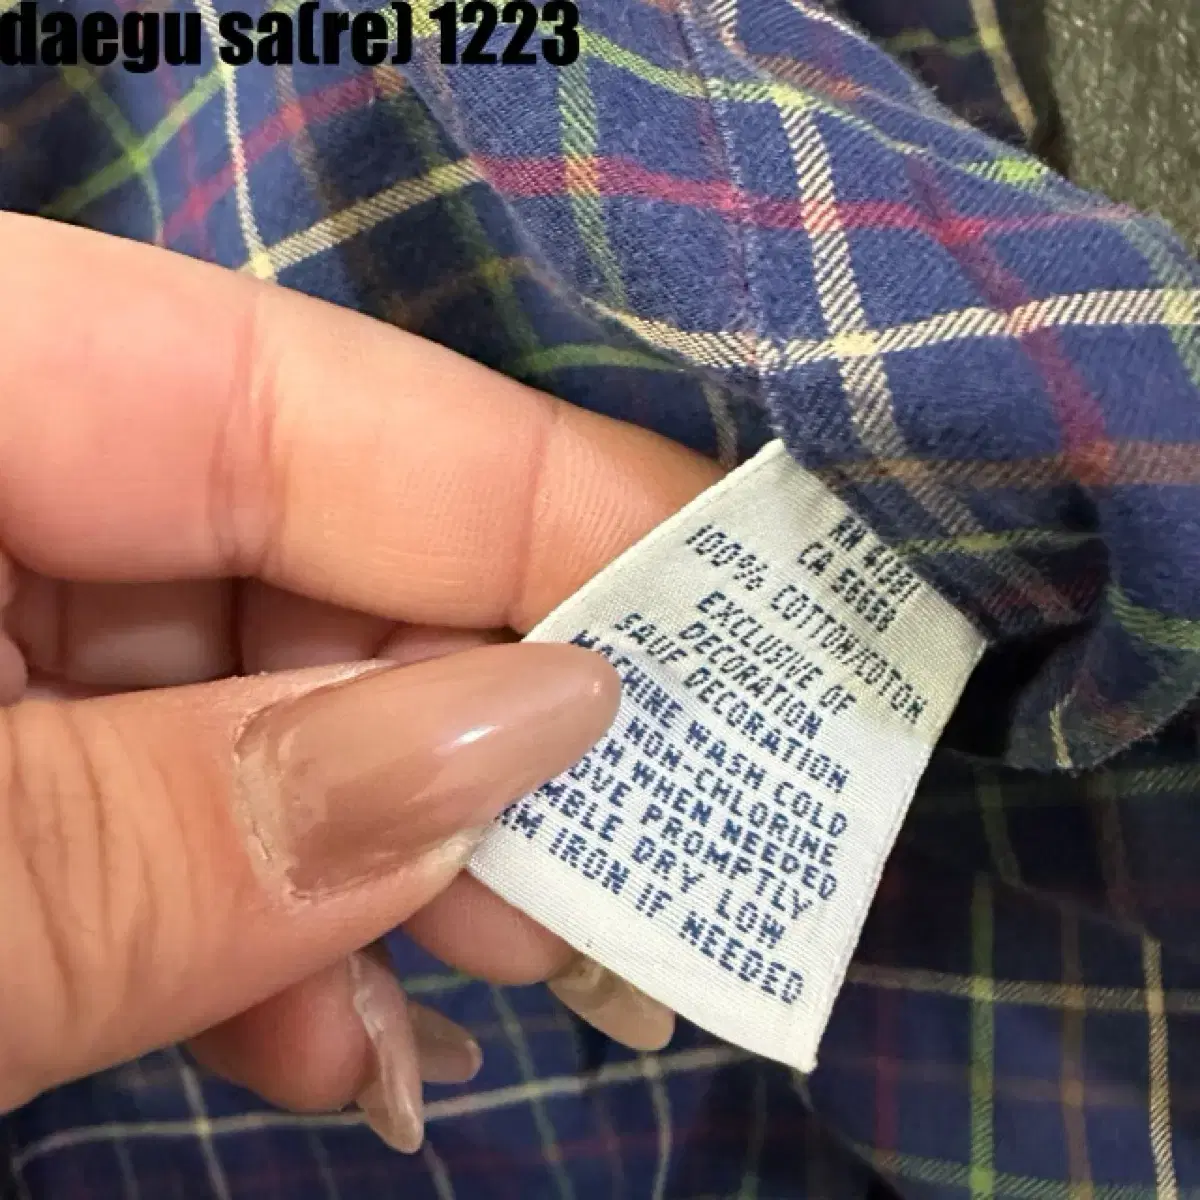 daegu sa(re) 1223
RN 41381
CA 56658
100% COTTON/COTON
EXCLUSIVE OF
DECORATION
SAUF DECORATION
MACHINE WASH COLD
NON-CHLORINE
WHEN NEEDED
PROMPTLY
DRY LOW
IRON IF NEEDED